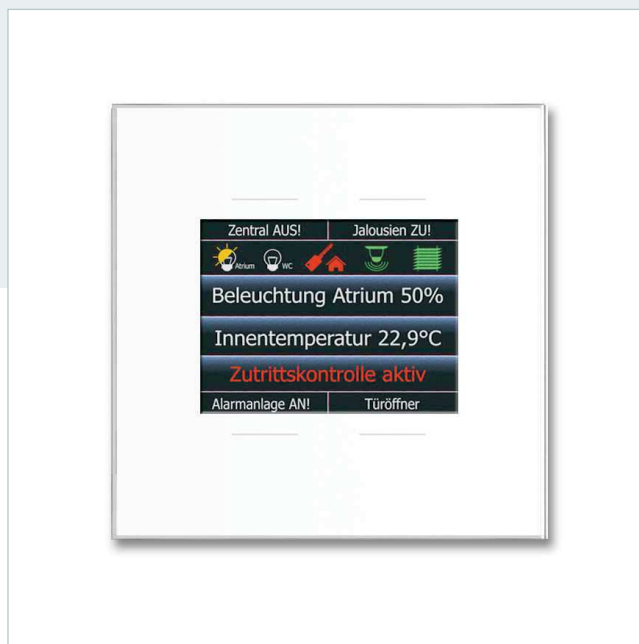 Zentral AUS! Jalousien ZU!
Atrium WC
Beleuchtung Atrium 50%
Innentemperatur 22,9°C
Zutrittskontrolle aktiv
Alarmanlage AN! Türöffner